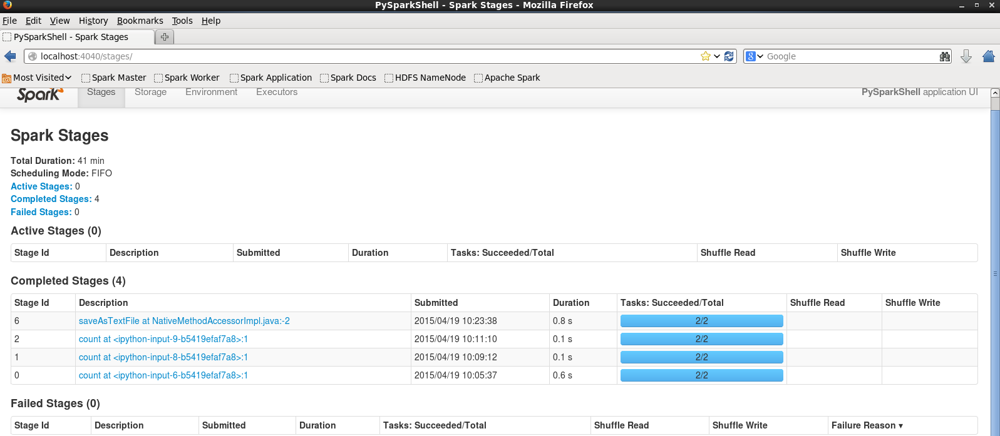 PySparkShell - Spark Stages - Mozilla Firefox
File Edit View History Bookmarks Tools Help
PySparkShell - Spark Stages
localhost:4040/stages/ Google
Most Visited Spark Master Spark Worker Spark Application Spark Docs HDFS NameNode Apache Spark
Spark Stages Storage Environment Executors PySparkShell application UI
Spark Stages
Total Duration: 41 min
Scheduling Mode: FIFO
Active Stages: 0
Completed Stages: 4
Failed Stages: 0
Active Stages (0)
Stage Id Description Submitted Duration Tasks: Succeeded/Total Shuffle Read Shuffle Write
Completed Stages (4)
Stage Id Description Submitted Duration Tasks: Succeeded/Total Shuffle Read Shuffle Write
6 saveAsTextFile at NativeMethodAccessorImpl.java:-2 2015/04/19 10:23:38 0.8 s 2/2
2 count at <ipython-input-9-b5419efaf7a8>:1 2015/04/19 10:11:10 0.1 s 2/2
1 count at <ipython-input-8-b5419efaf7a8>:1 2015/04/19 10:09:12 0.1 s 2/2
0 count at <ipython-input-6-b5419efaf7a8>:1 2015/04/19 10:05:37 0.6 s 2/2
Failed Stages (0)
Stage Id Description Submitted Duration Tasks: Succeeded/Total Shuffle Read Shuffle Write Failure Reason ▾